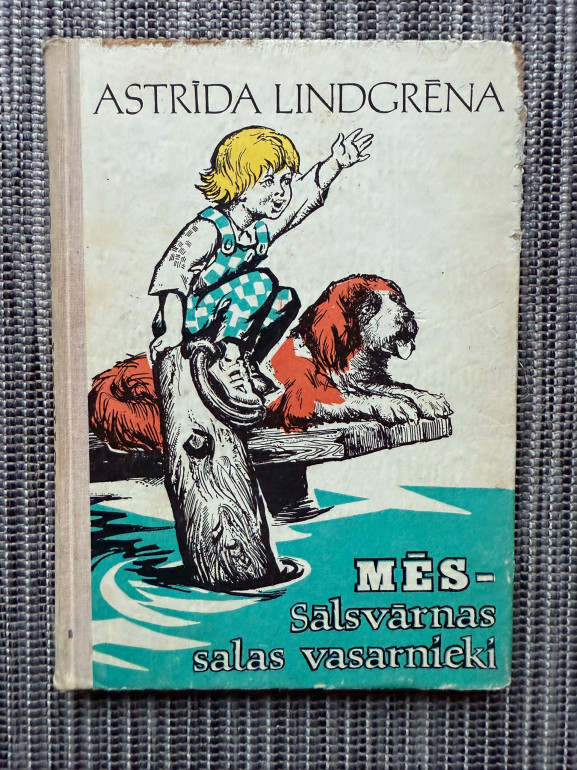 ASTRĪDA LINDGRĒNA
MĒS–
Sālsvārnas
salas vasarnieki